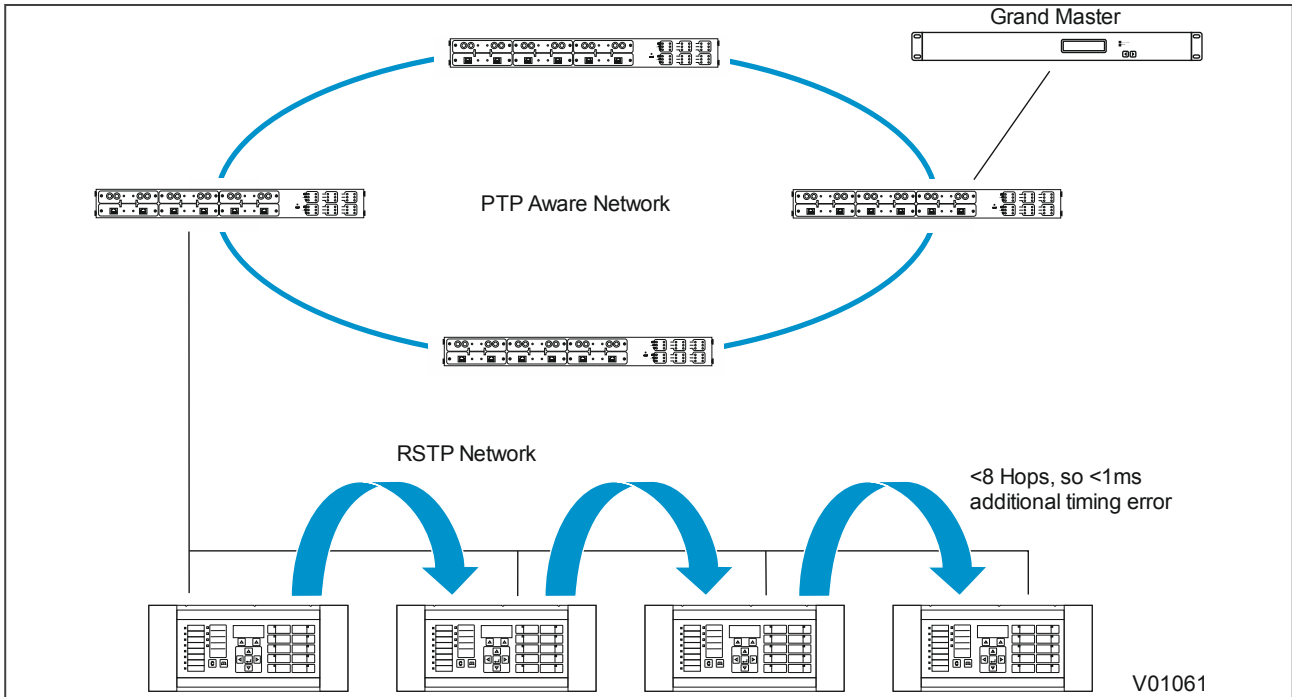 Grand Master
PTP Aware Network
RSTP Network
<8 Hops, so <1ms
additional timing error
V01061